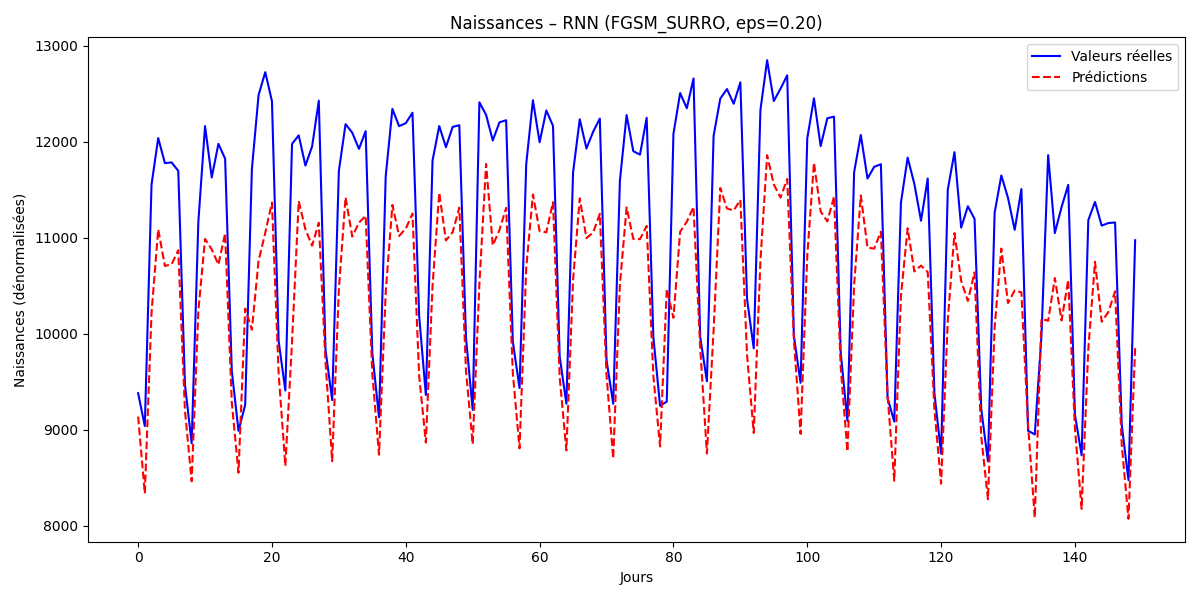 Naissances – RNN (FGSM_SURRO, eps=0.20)
Valeurs réelles
Prédictions
Naissances (dénormalisées)
13000
12000
11000
10000
9000
8000
0 20 40 60 80 100 120 140
Jours